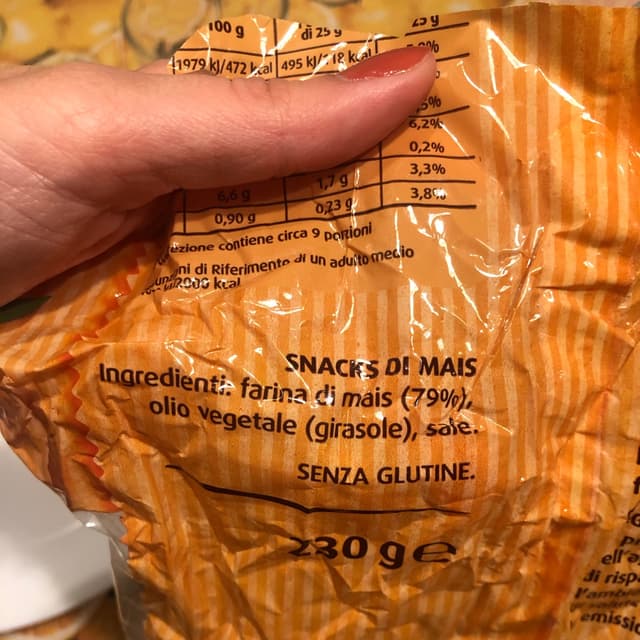 100 g di 25 g 25 g
1979 kJ/472 kcal 495 kJ/118 kcal
6,2%
0,2%
3,3%
6,6 g 1,7 g 3,8%
0,90 g 0,23 g
contiene circa 9 porzioni
di Riferimento di un adulto medio
kcal
SNACKS DI MAIS
Ingredienti: farina di mais (79%),
olio vegetale (girasole), sale.
SENZA GLUTINE.
230 g e